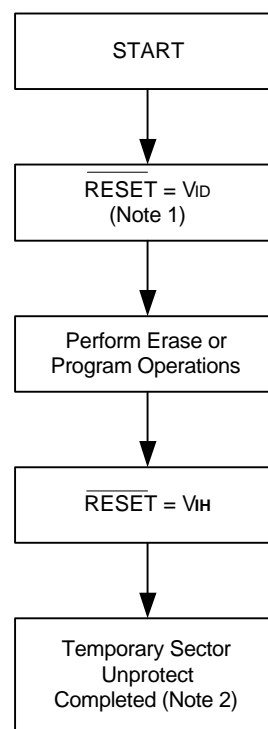 START
RESET = VID
(Note 1)
Perform Erase or
Program Operations
RESET = VIH
Temporary Sector
Unprotect
Completed (Note 2)